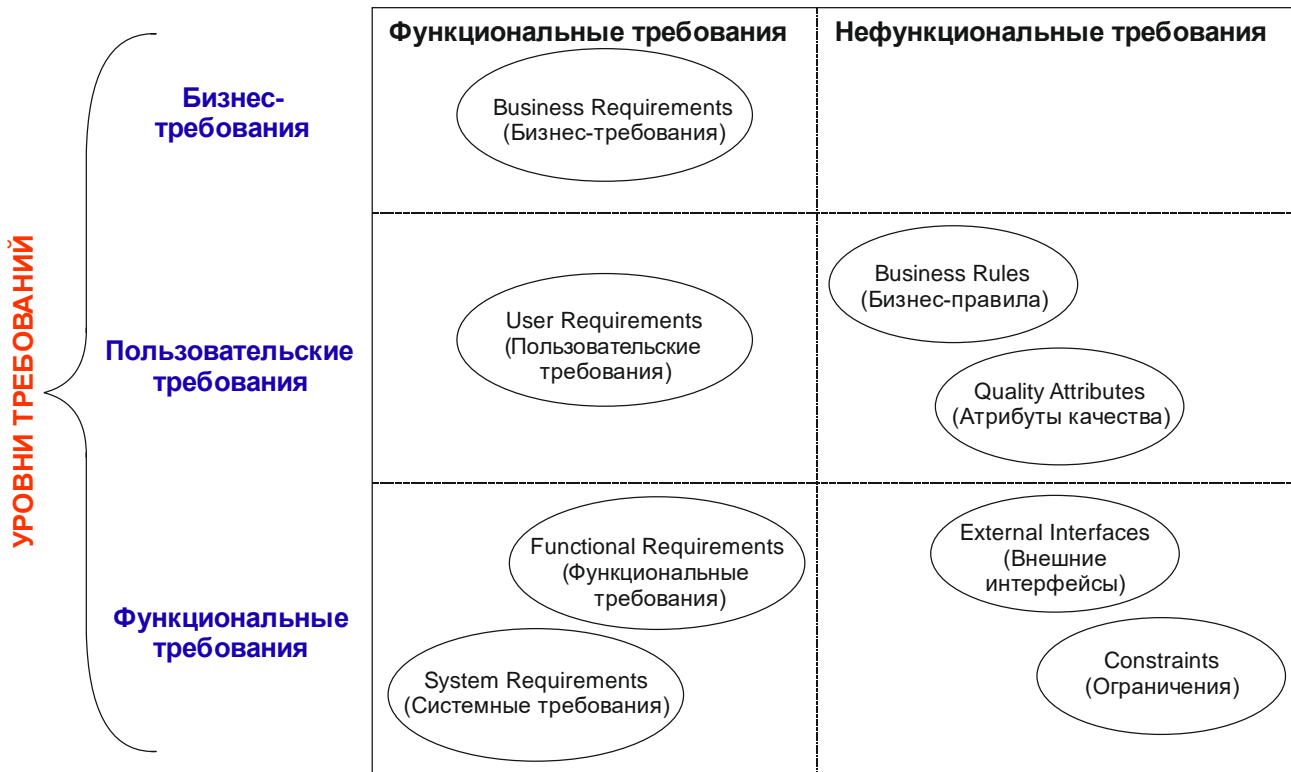 Функциональные требования
Нефункциональные требования
УРОВНИ ТРЕБОВАНИЙ
Бизнес-
требования
Business Requirements
(Бизнес-требования)
Пользовательские
требования
User Requirements
(Пользовательские
требования)
Business Rules
(Бизнес-правила)
Quality Attributes
(Атрибуты качества)
Функциональные
требования
Functional Requirements
(Функциональные
требования)
System Requirements
(Системные требования)
External Interfaces
(Внешние
интерфейсы)
Constraints
(Ограничения)